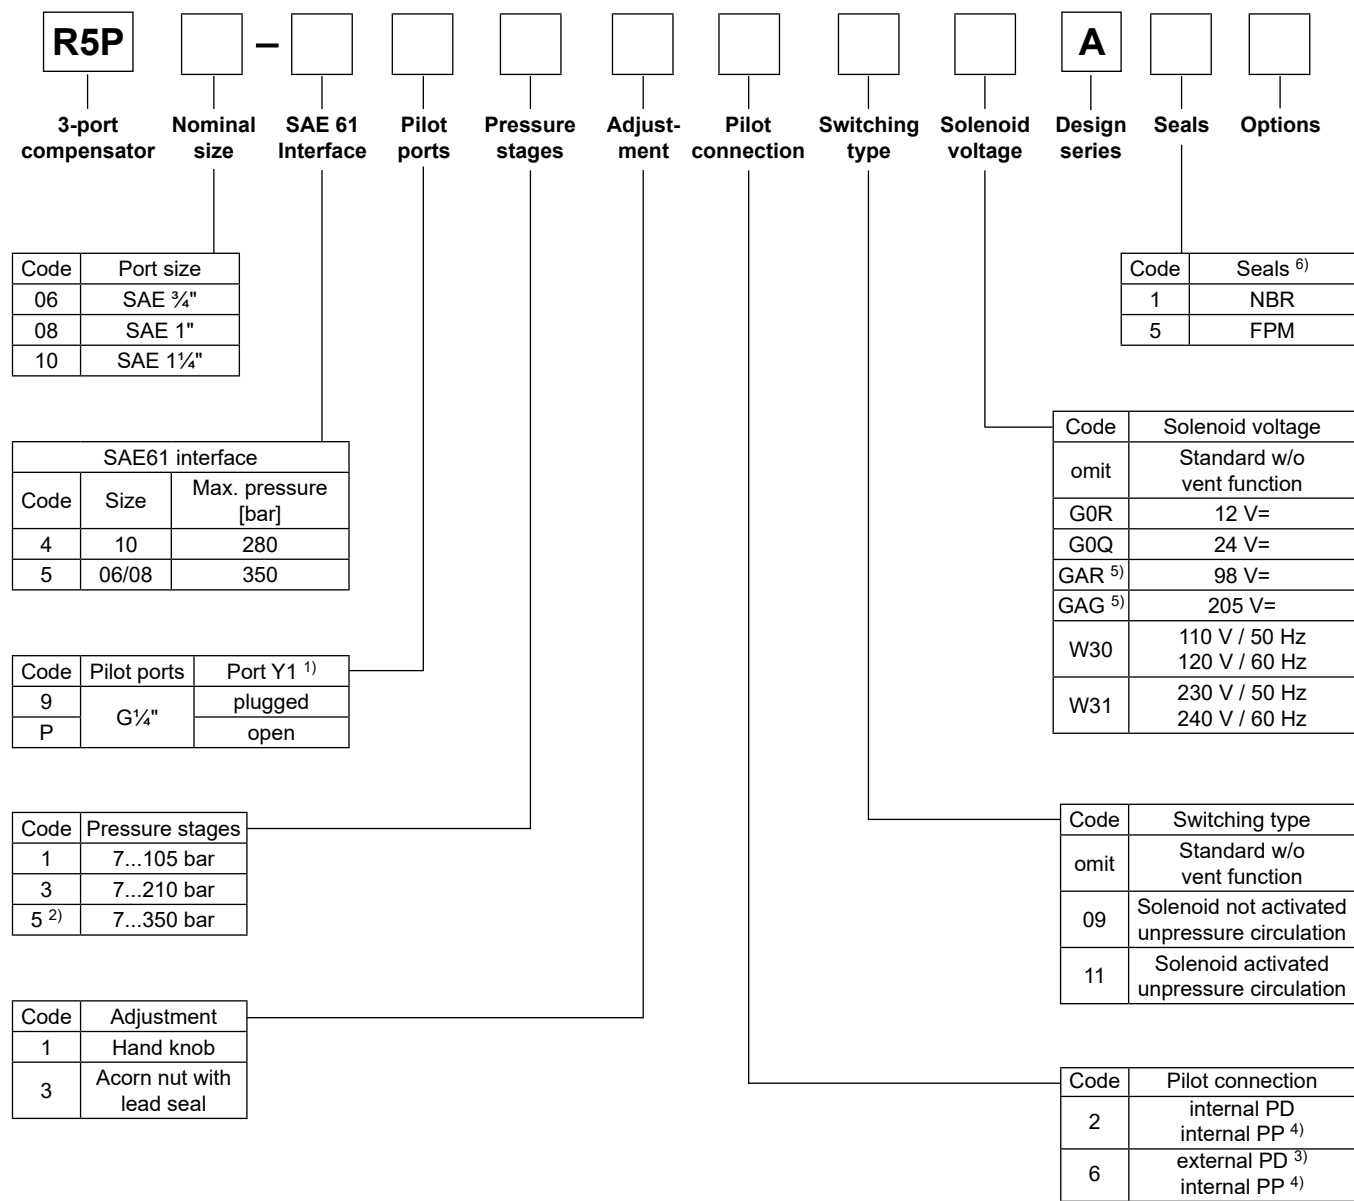 R5P – A
3-port compensator
Nominal size
SAE 61 Interface
Pilot ports
Pressure stages
Adjust-ment
Pilot connection
Switching type
Solenoid voltage
Design series
Seals
Options
Code Port size
06 SAE ¾"
08 SAE 1"
10 SAE 1¼"
SAE61 interface
Code Size Max. pressure [bar]
4 10 280
5 06/08 350
Code Pilot ports Port Y1 1)
9 G¼" plugged
P open
Code Pressure stages
1 7...105 bar
3 7...210 bar
5 2) 7...350 bar
Code Adjustment
1 Hand knob
3 Acorn nut with
lead seal
Code Seals 6)
1 NBR
5 FPM
Code Solenoid voltage
omit Standard w/o
vent function
G0R 12 V=
G0Q 24 V=
GAR 5) 98 V=
GAG 5) 205 V=
W30 110 V / 50 Hz
120 V / 60 Hz
W31 230 V / 50 Hz
240 V / 60 Hz
Code Switching type
omit Standard w/o
vent function
09 Solenoid not activated
unpressure circulation
11 Solenoid activated
unpressure circulation
Code Pilot connection
2 internal PD
internal PP 4)
6 external PD 3)
internal PP 4)